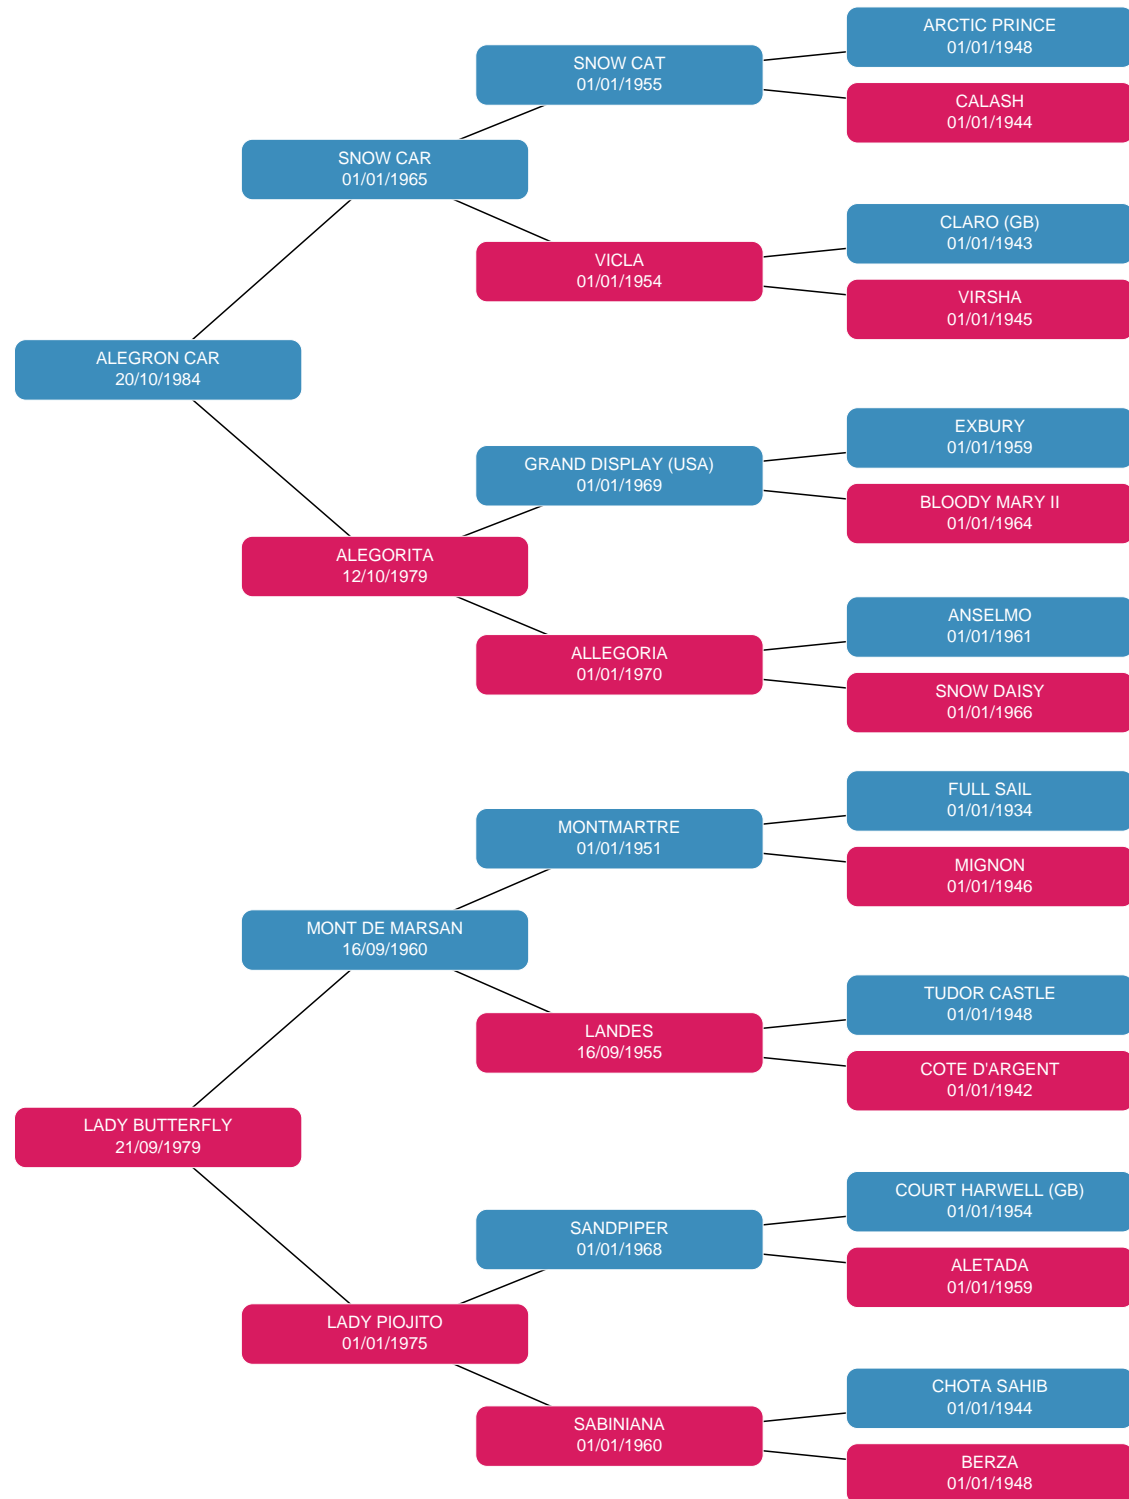 ARCTIC PRINCE
01/01/1948
SNOW CAT
01/01/1955
CALASH
01/01/1944
SNOW CAR
01/01/1965
CLARO (GB)
01/01/1943
VICLA
01/01/1954
VIRSHA
01/01/1945
ALEGRON CAR
20/10/1984
EXBURY
01/01/1959
GRAND DISPLAY (USA)
01/01/1969
BLOODY MARY II
01/01/1964
ALEGORITA
12/10/1979
ANSELMO
01/01/1961
ALLEGORIA
01/01/1970
SNOW DAISY
01/01/1966
FULL SAIL
01/01/1934
MONTMARTRE
01/01/1951
MIGNON
01/01/1946
MONT DE MARSAN
16/09/1960
TUDOR CASTLE
01/01/1948
LANDES
16/09/1955
COTE D'ARGENT
01/01/1942
LADY BUTTERFLY
21/09/1979
COURT HARWELL (GB)
01/01/1954
SANDPIPER
01/01/1968
ALETADA
01/01/1959
LADY PIOJITO
01/01/1975
CHOTA SAHIB
01/01/1944
SABINIANA
01/01/1960
BERZA
01/01/1948